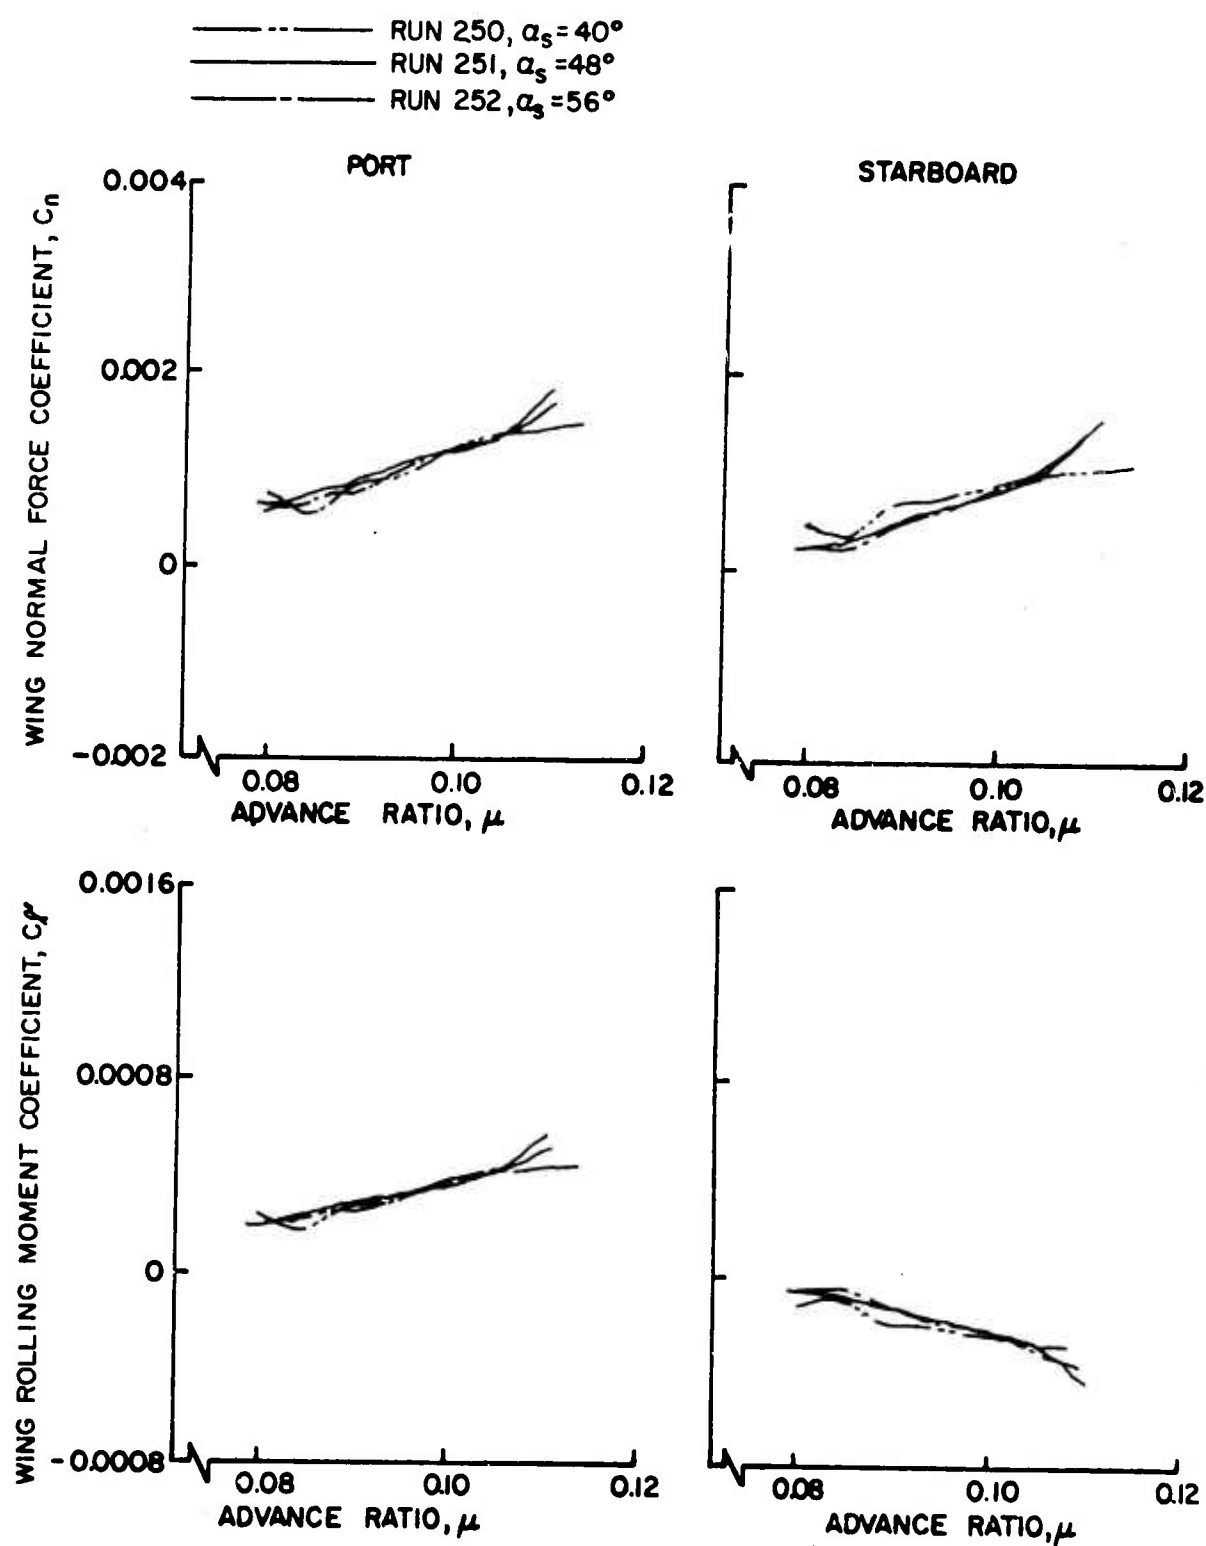 RUN 250, αs=40°
RUN 251, αs=48°
RUN 252, αs=56°
PORT
STARBOARD
WING NORMAL FORCE COEFFICIENT, Cn
0.004
0.002
0
-0.002
0.08 0.10 0.12
ADVANCE RATIO, μ
0.08 0.10 0.12
ADVANCE RATIO, μ
WING ROLLING MOMENT COEFFICIENT, Cℓ
0.0016
0.0008
0
-0.0008
0.08 0.10 0.12
ADVANCE RATIO, μ
0.08 0.10 0.12
ADVANCE RATIO, μ